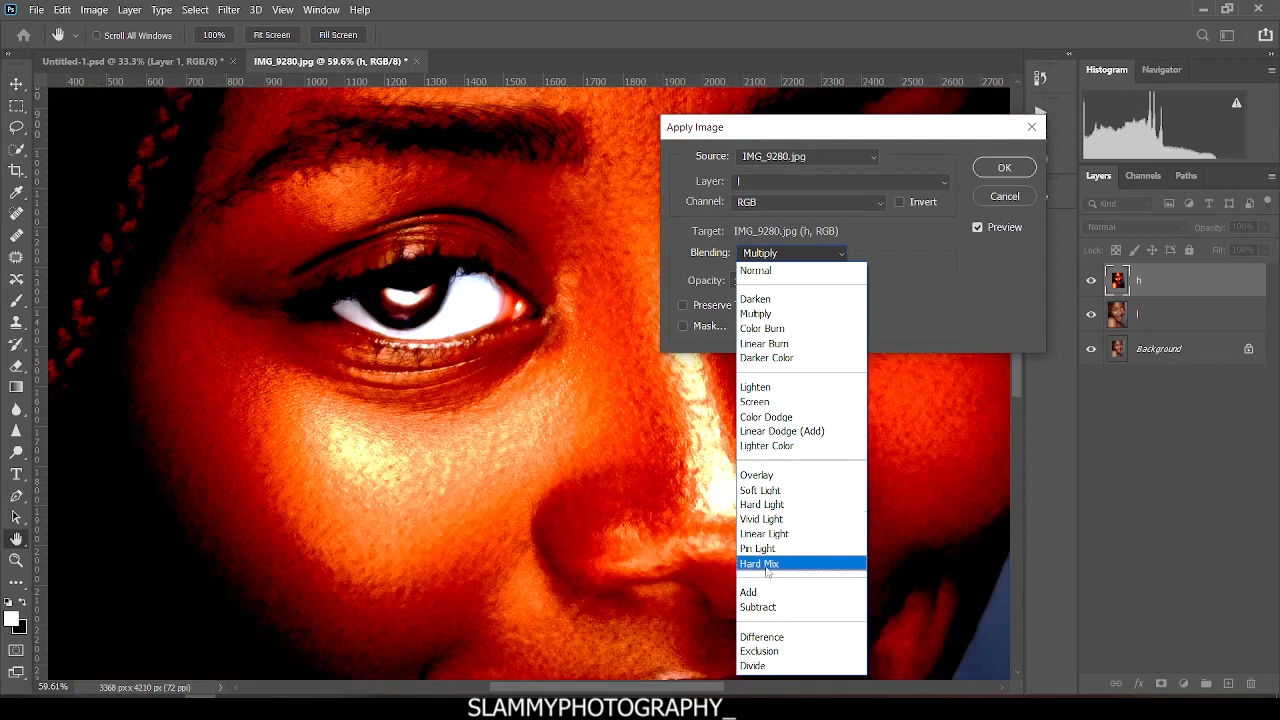 Ps File Edit Image Layer Type Select Filter 3D View Window Help
Scroll All Windows 100% Fit Screen Fill Screen
Untitled-1.psd @ 33.3% (Layer 1, RGB/8) * × IMG_9280.jpg @ 59.6% (h, RGB/8) * ×
400 500 600 700 800 900 1000 1100 1200 1300 1400 1500 1600 1700 1800 1900 2000 2100 2200 2300 2400 2500 2600 2700
Histogram Navigator
Apply Image
Source: IMG_9280.jpg
Layer: l
Channel: RGB Invert
Target: IMG_9280.jpg (h, RGB)
Blending: Multiply
Opacity:
Preserve
Mask...
OK
Cancel
Preview
Normal
Darken
Multiply
Color Burn
Linear Burn
Darker Color
Lighten
Screen
Color Dodge
Linear Dodge (Add)
Lighter Color
Overlay
Soft Light
Hard Light
Vivid Light
Linear Light
Pin Light
Hard Mix
Add
Subtract
Difference
Exclusion
Divide
Layers Channels Paths
Kind
Normal Opacity: 100%
Lock: Fill: 100%
h
l
Background
59.61% 3368 px x 4210 px (72 ppi)
SLAMMYPHOTOGRAPHY_